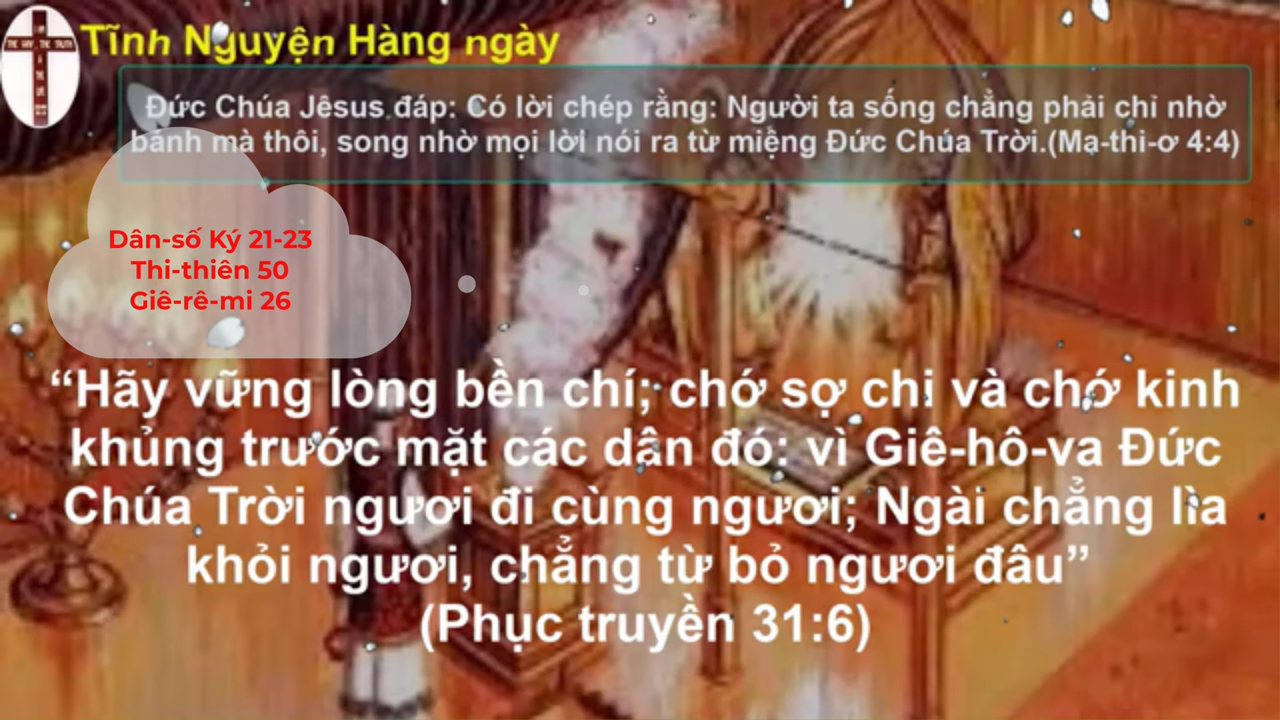 Tĩnh Nguyện Hàng ngày
Đức Chúa Jêsus đáp: Có lời chép rằng: Người ta sống chẳng phải chỉ nhờ
bánh mà thôi, song nhờ mọi lời nói ra từ miệng Đức Chúa Trời.(Ma-thi-ơ 4:4)
Dân-số Ký 21-23
Thi-thiên 50
Giê-rê-mi 26
“Hãy vững lòng bền chí; chớ sợ chi và chớ kinh
khủng trước mặt các dân đó: vì Giê-hô-va Đức
Chúa Trời ngươi đi cùng ngươi; Ngài chẳng lìa
khỏi ngươi, chẳng từ bỏ ngươi đâu”
(Phục truyền 31:6)